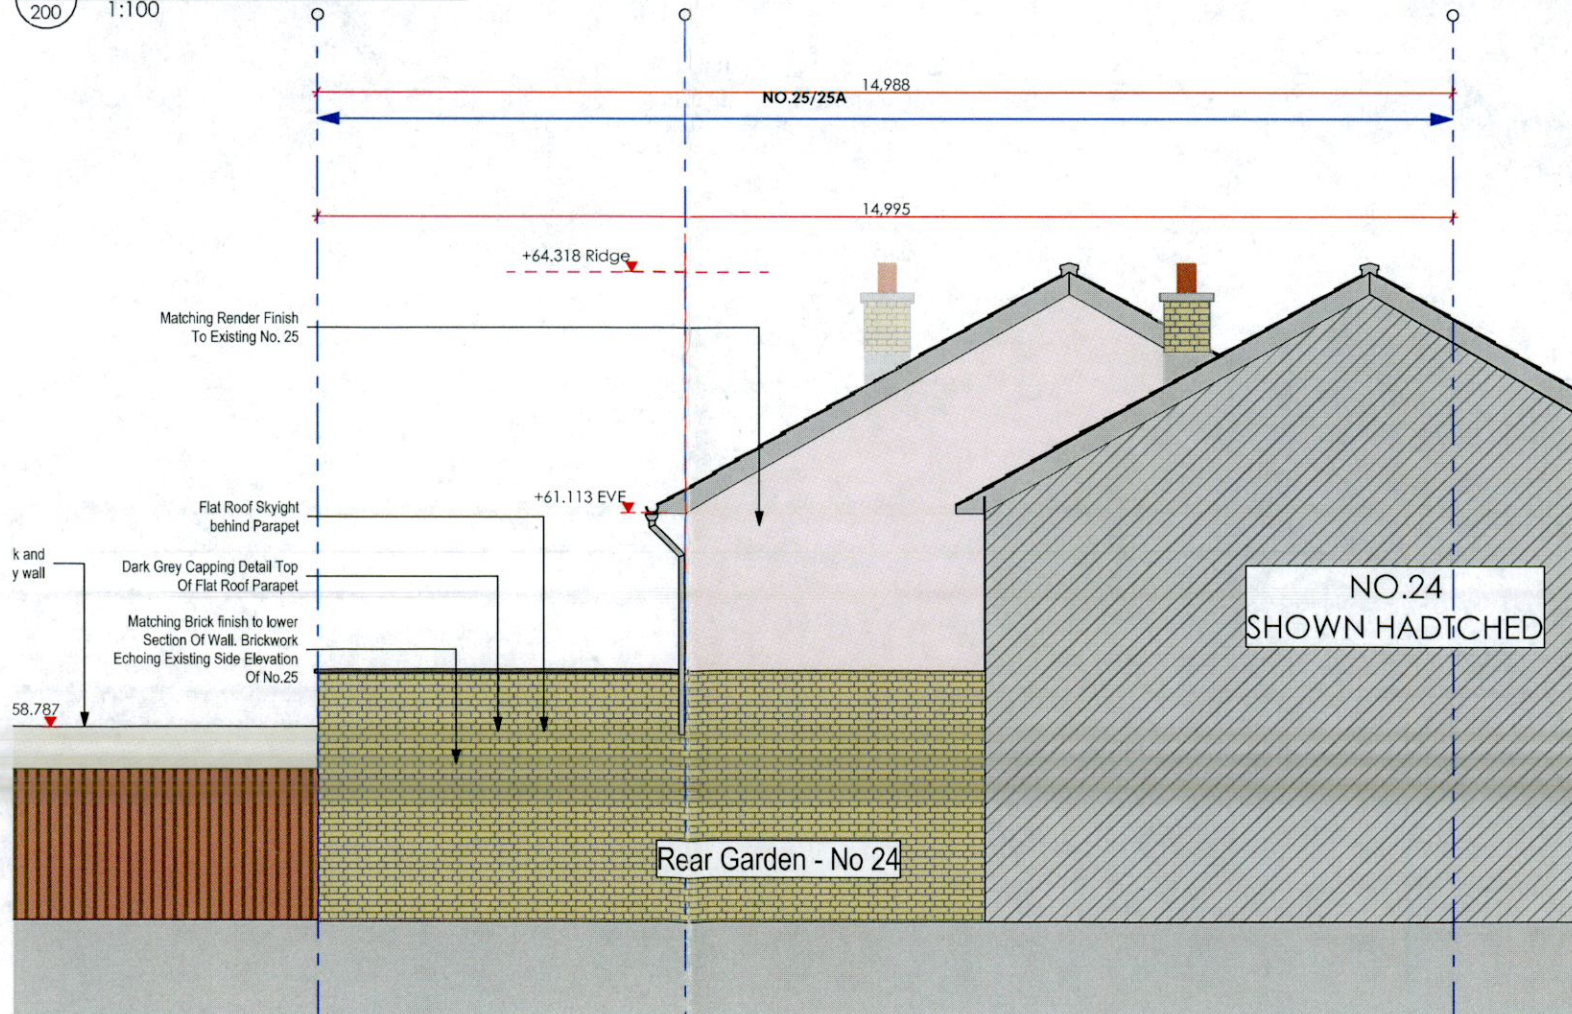 200
1:100
14,988
NO.25/25A
14,995
+64.318 Ridge
Matching Render Finish
To Existing No. 25
+61.113 EVE
Flat Roof Skyight
behind Parapet
k and
y wall
Dark Grey Capping Detail Top
Of Flat Roof Parapet
Matching Brick finish to lower
Section Of Wall. Brickwork
Echoing Existing Side Elevation
Of No.25
58.787
NO.24
SHOWN HADTCHED
Rear Garden - No 24